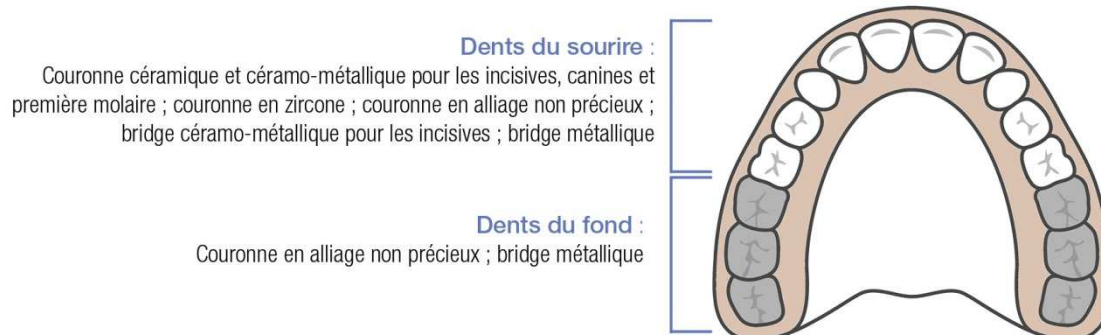 Dents du sourire :
Couronne céramique et céramo-métallique pour les incisives, canines et
première molaire ; couronne en zircone ; couronne en alliage non précieux ;
bridge céramo-métallique pour les incisives ; bridge métallique
Dents du fond :
Couronne en alliage non précieux ; bridge métallique